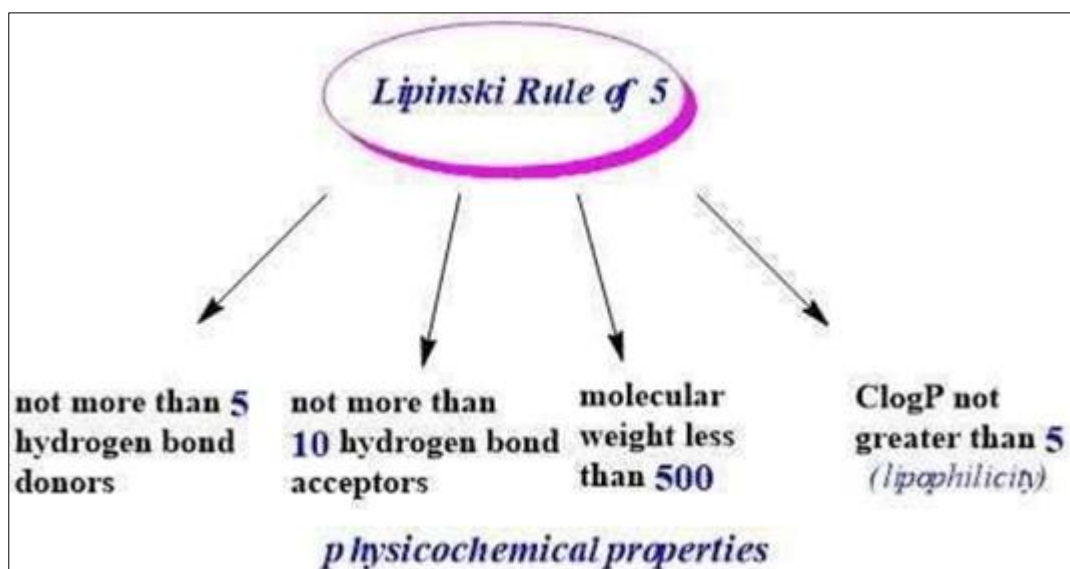 Lipinski Rule of 5
not more than 5
hydrogen bond
donors
not more than
10 hydrogen bond
acceptors
molecular
weight less
than 500
ClogP not
greater than 5
(lipophilicity)
physicochemical properties